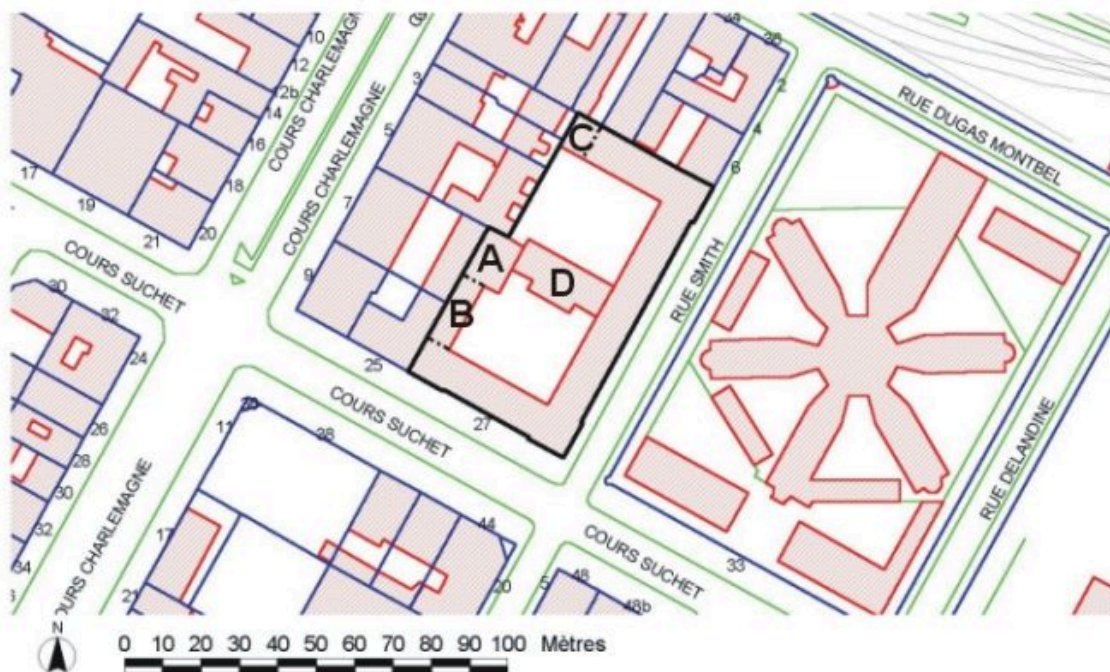 10
12
12b
14
16
18
20
COURS CHARLEMAGNE
COURS CHARLEMAGNE
3
5
7
9
34
36
2
4
6
RUE DUGAS MONTBEL
17
19
21
COURS SUCHET
30
32
24
26
28
30
32
34
C
A
D
B
RUE SMITH
25
COURS SUCHET
27
RUE DELANDINE
11
28
COURS CHARLEMAGNE
17
21
44
20
5
48
48b
COURS SUCHET
33
N
0 10 20 30 40 50 60 70 80 90 100 Mètres